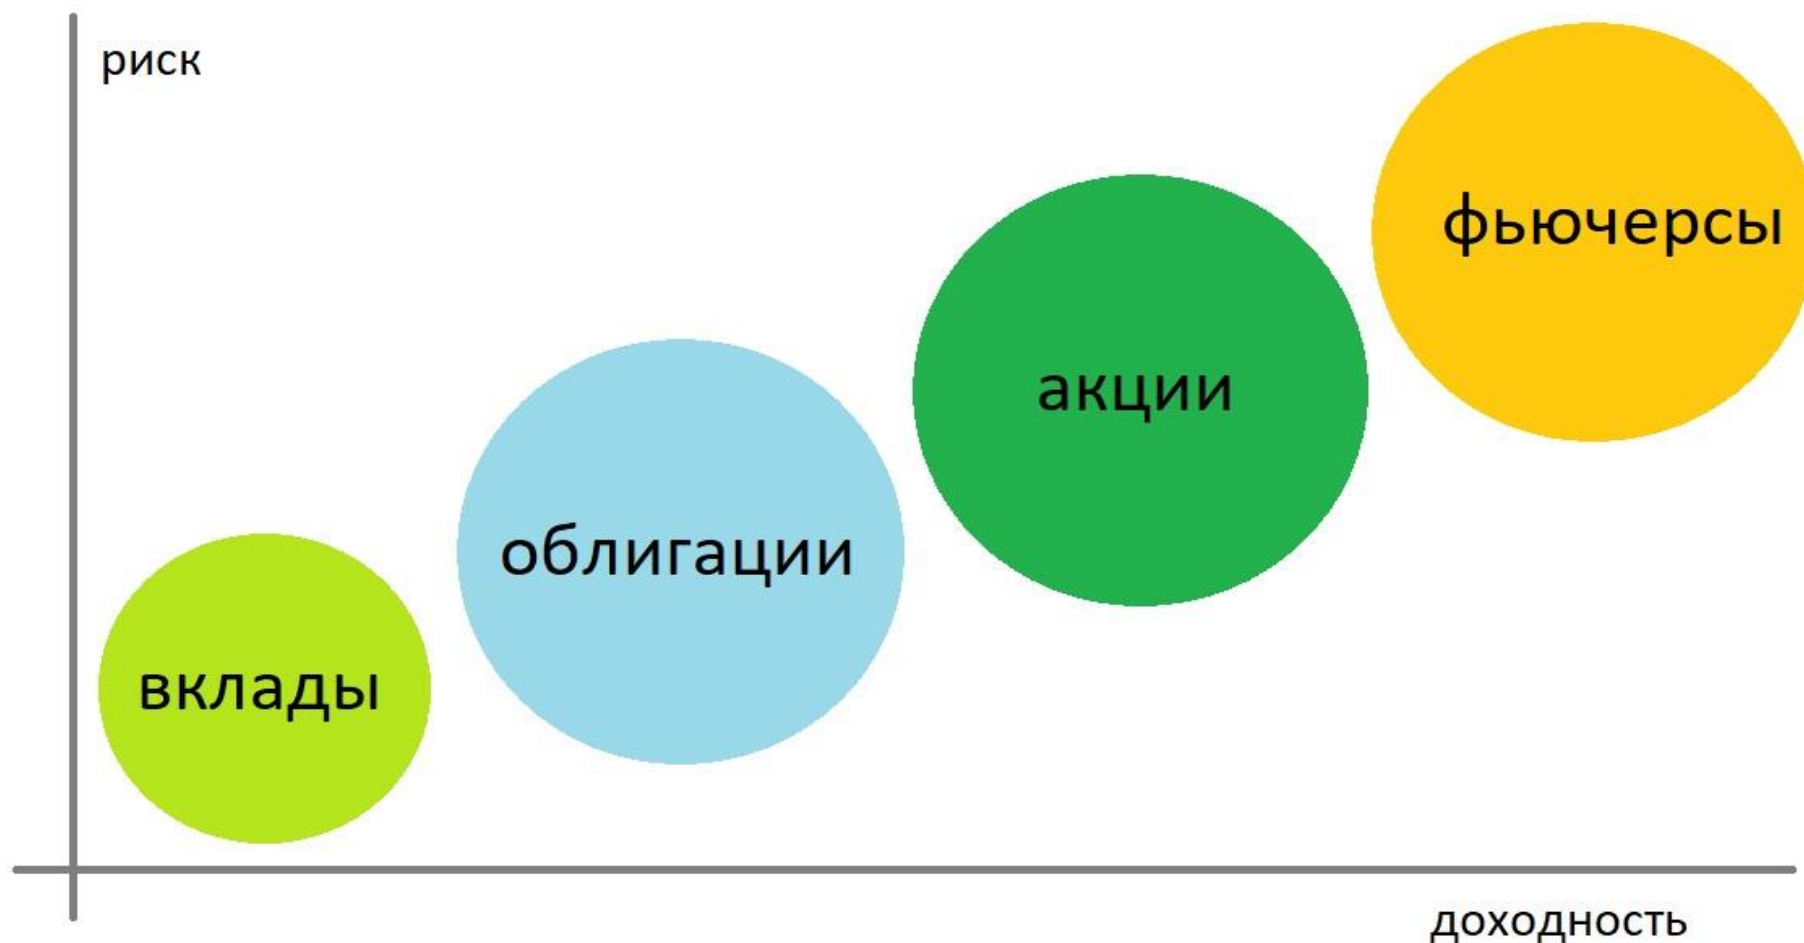 риск
фьючерсы
акции
облигации
вклады
доходность